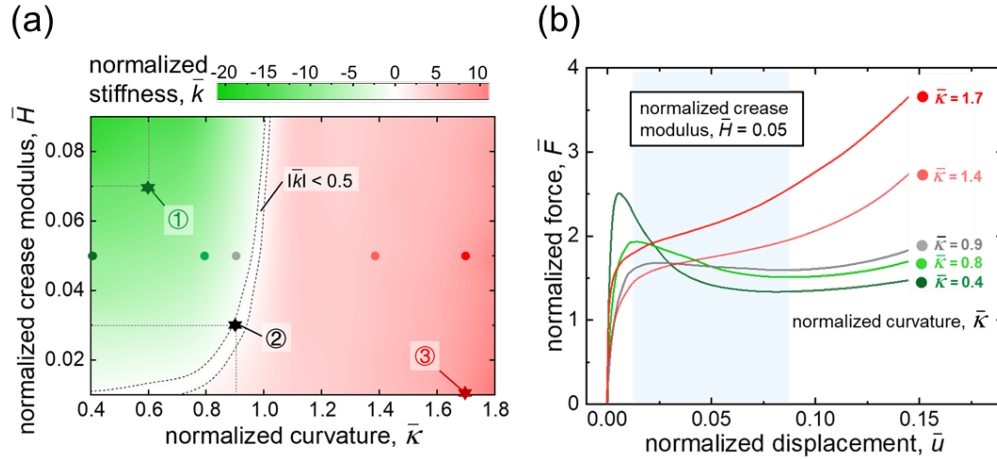 (a)
normalized
stiffness, k̄
-20 -15 -10 -5 0 5 10
normalized crease modulus, H̄
0.08
0.06
0.04
0.02
|k̄| < 0.5
①
②
③
0.4 0.6 0.8 1.0 1.2 1.4 1.6 1.8
normalized curvature, κ̄
(b)
normalized force, F̄
4
3
2
1
0
normalized crease
modulus, H̄ = 0.05
κ̄ = 1.7
κ̄ = 1.4
κ̄ = 0.9
κ̄ = 0.8
κ̄ = 0.4
normalized curvature, κ̄
0.00 0.05 0.10 0.15
normalized displacement, ū